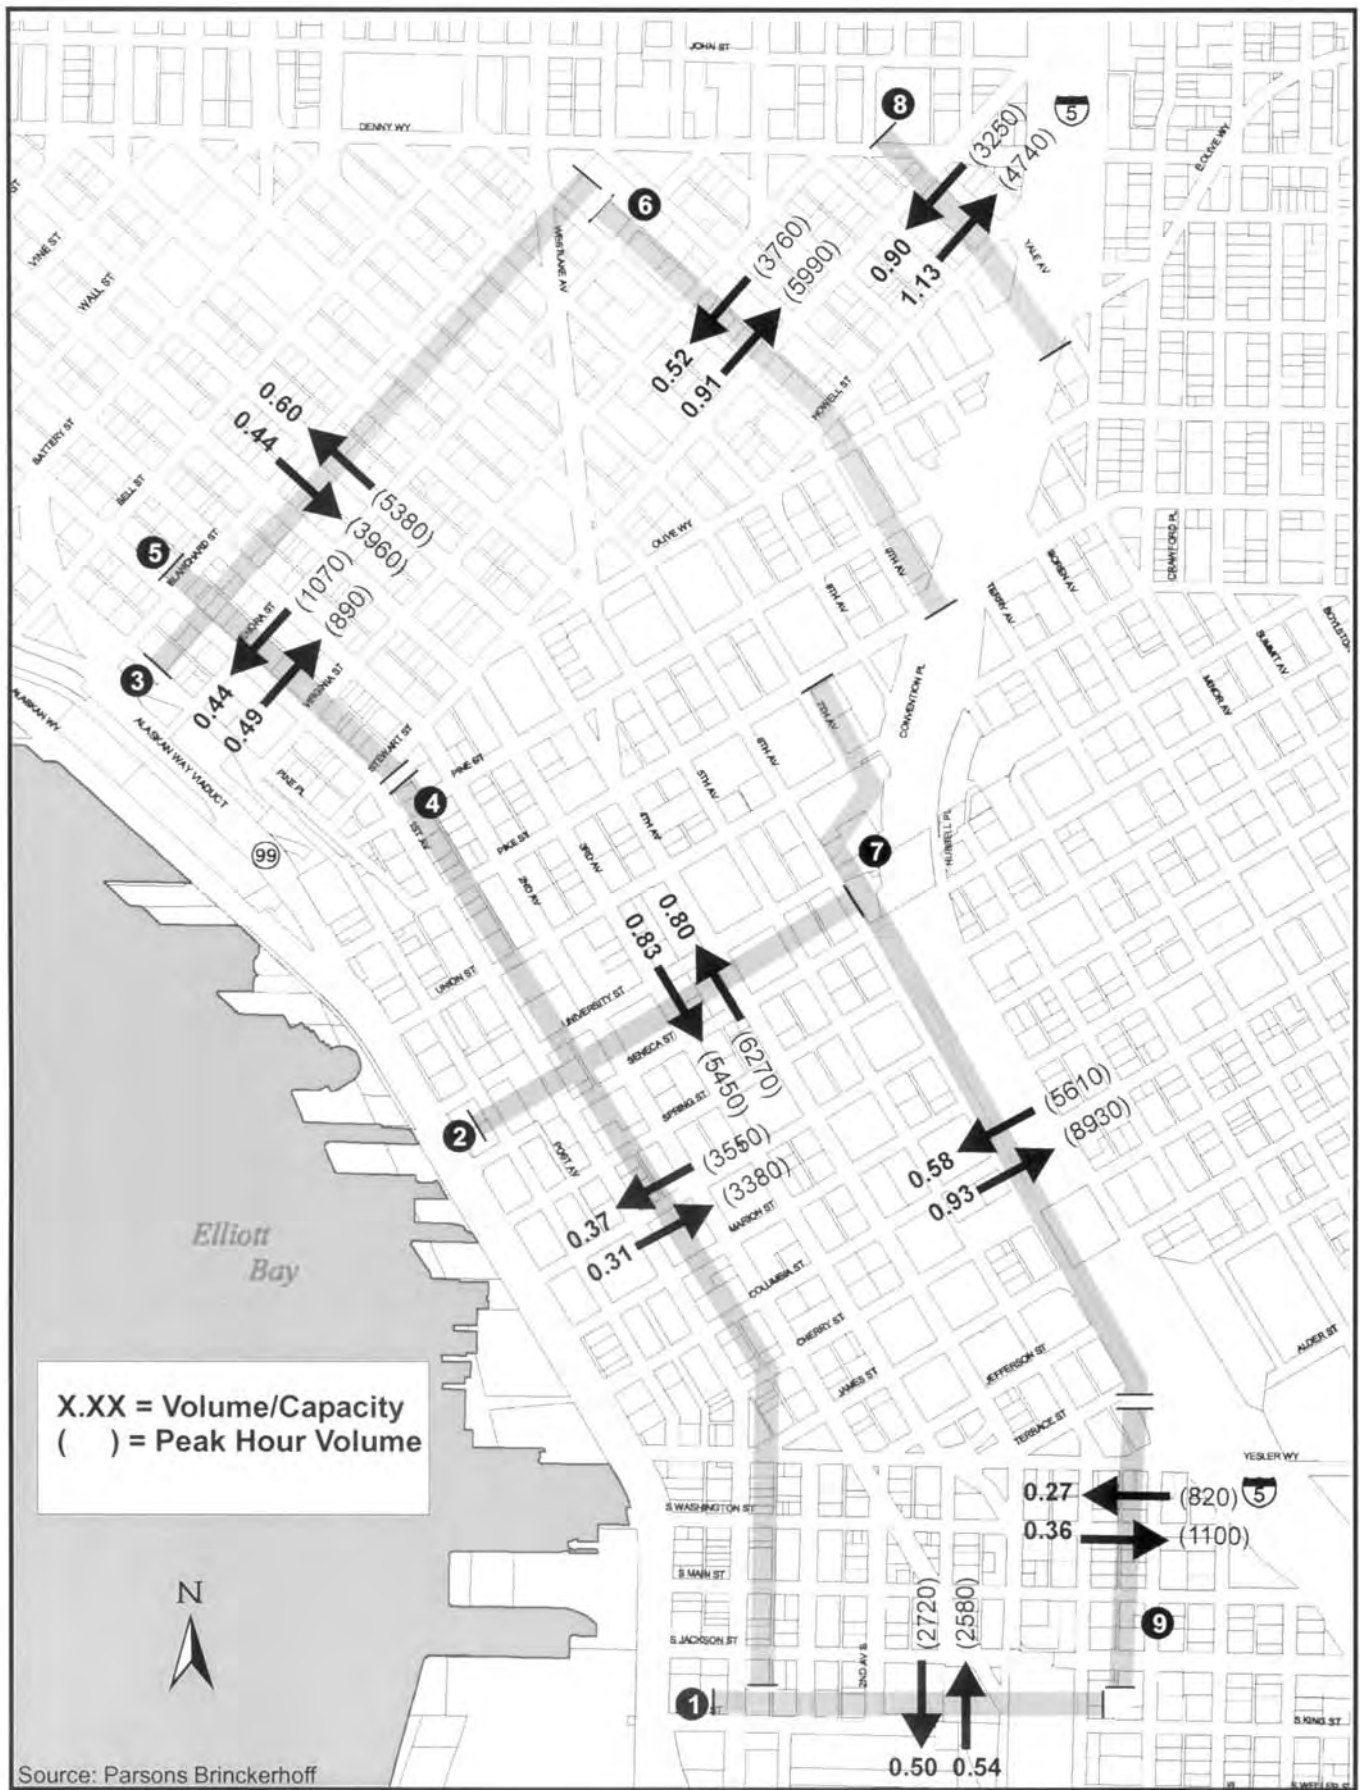 JOHN ST
8
5
(3250)
(4740)
DENNY WY
E OLIVE WY
6
VINE ST
WALL ST
WESTLAKE AV
(3760)
(5990)
YALE AV
0.90
1.13
0.52
0.91
HOWELL ST
0.60
0.44
BATTERY ST
BELL ST
(5380)
(3960)
OLIVE WY
CRAWFORD PL
5
BLANCHARD ST
9TH AV
8TH AV
BOREN AV
TERRY AV
(1070)
(890)
SUMMIT AV
MINOR AV
3
VIRGINIA ST
0.44
0.49
ALASKAN WY
ALASKAN WAY VIADUCT
STEWART ST
PINE ST
PINE PL
7TH AV
6TH AV
5TH AV
4TH AV
3RD AV
2ND AV
1ST AV
CONVENTION PL
HUBBELL PL
4
PIKE ST
99
7
0.80
0.83
UNION ST
UNIVERSITY ST
SENECA ST
SPRING ST
(6270)
(5450)
2
POST AV
(3550)
(3380)
(5610)
(8930)
0.58
0.93
0.37
0.31
MARION ST
COLUMBIA ST
CHERRY ST
JAMES ST
JEFFERSON ST
TERRACE ST
ALDER ST
Elliott
Bay
X.XX = Volume/Capacity
( ) = Peak Hour Volume
YESLER WY
0.27
(820)
5
0.36
(1100)
S WASHINGTON ST
S MAIN ST
S JACKSON ST
2ND AV S
(2720)
(2580)
9
N
1
ST
S KING ST
0.50
0.54
Source: Parsons Brinckerhoff